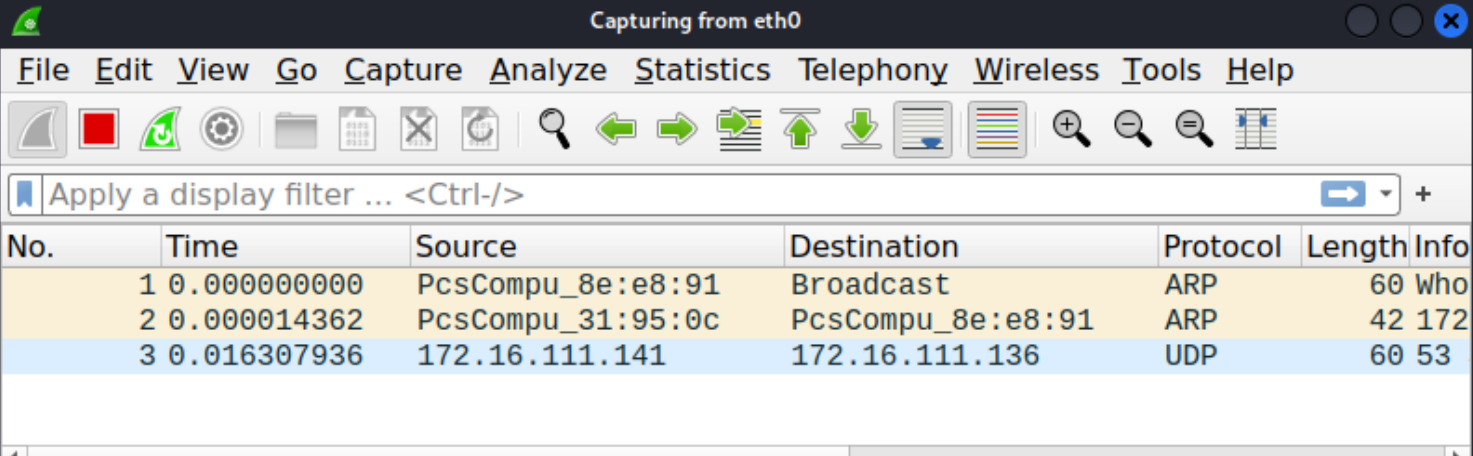 Capturing from eth0
File Edit View Go Capture Analyze Statistics Telephony Wireless Tools Help
Apply a display filter ... <Ctrl-/>
No. Time Source Destination Protocol Length Info
1 0.000000000 PcsCompu_8e:e8:91 Broadcast ARP 60 Who
2 0.000014362 PcsCompu_31:95:0c PcsCompu_8e:e8:91 ARP 42 172
3 0.016307936 172.16.111.141 172.16.111.136 UDP 60 53